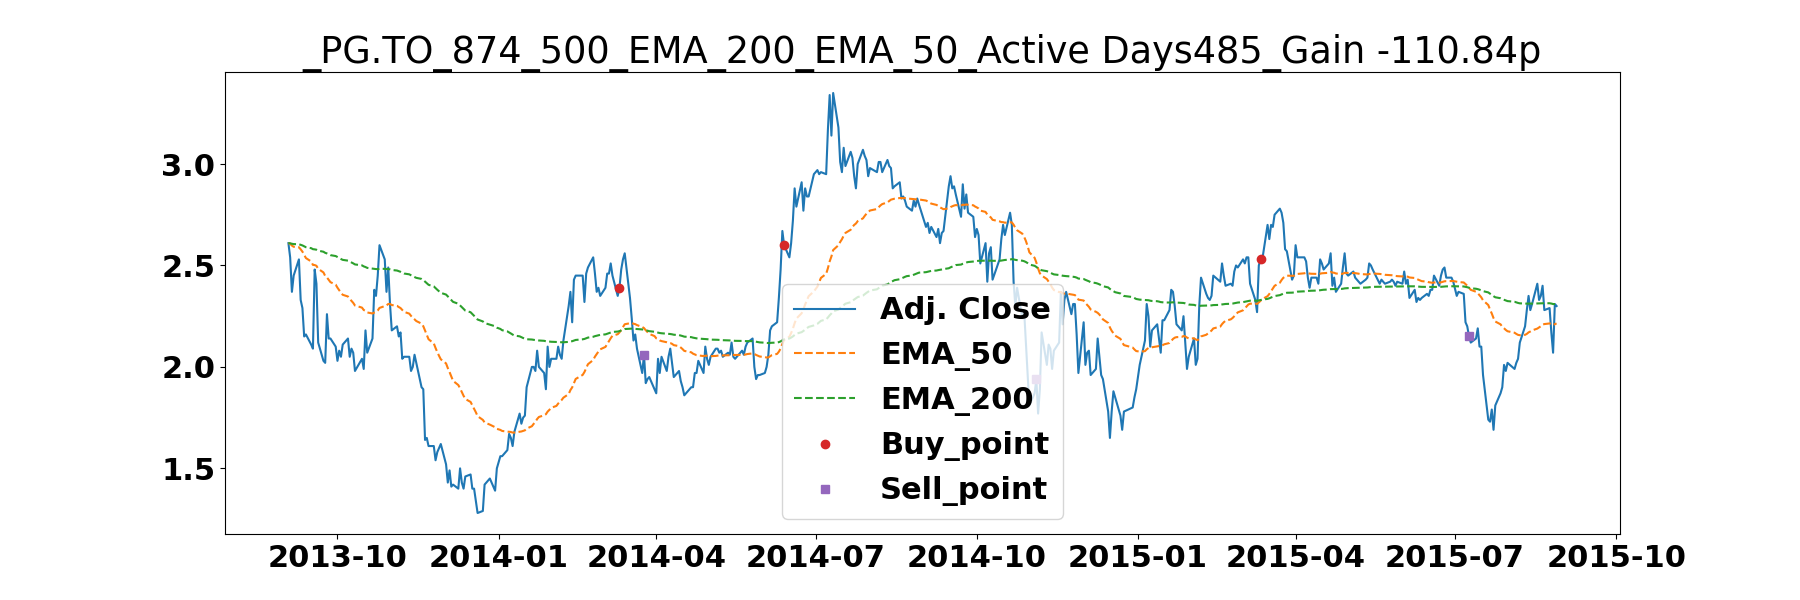 _PG.TO_874_500_EMA_200_EMA_50_Active Days485_Gain -110.84p
3.0
2.5
2.0
1.5
Adj. Close
EMA_50
EMA_200
Buy_point
Sell_point
2013-10 2014-01 2014-04 2014-07 2014-10 2015-01 2015-04 2015-07 2015-10